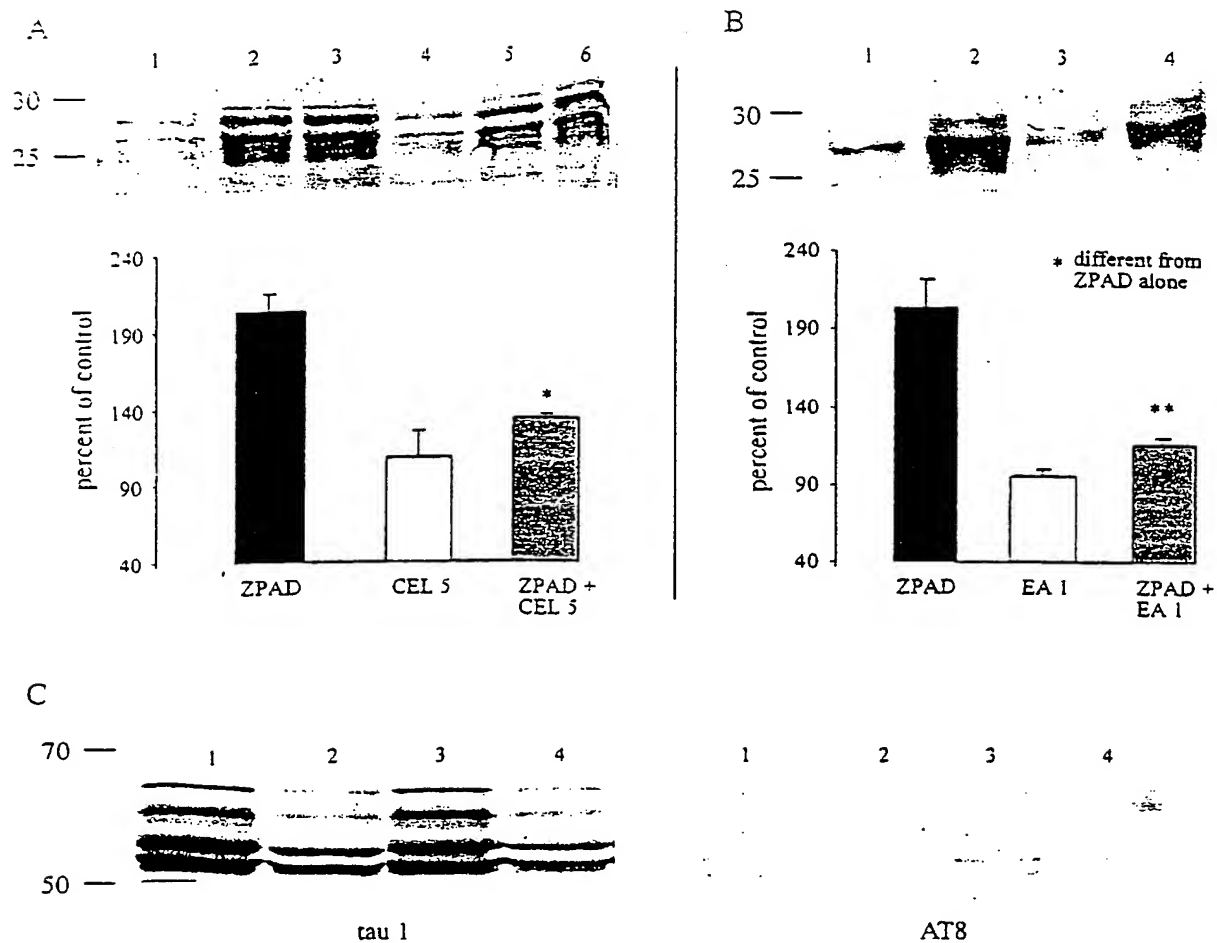 A
1 2 3 4 5 6
30
25
240
190
140
90
40
percent of control
*
ZPAD CEL 5 ZPAD +
CEL 5
B
1 2 3 4
30
25
240
190
140
90
40
percent of control
* different from
ZPAD alone
**
ZPAD EA 1 ZPAD +
EA 1
C
70
50
1 2 3 4
tau 1
1 2 3 4
AT8